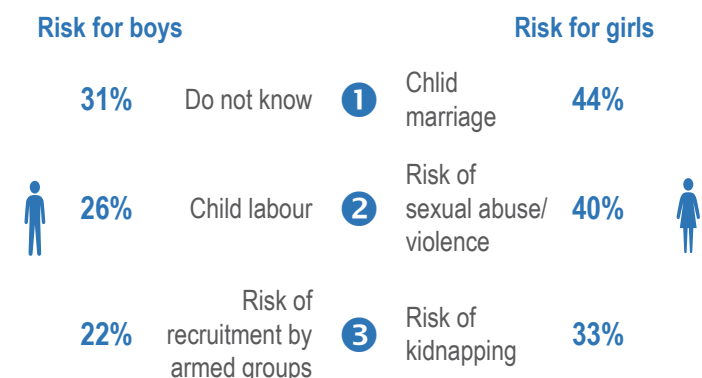 Risk for boys
Risk for girls
31%
Do not know
1
Chlid
marriage
44%
26%
Child labour
2
Risk of
sexual abuse/
violence
40%
22%
Risk of
recruitment by
armed groups
3
Risk of
kidnapping
33%